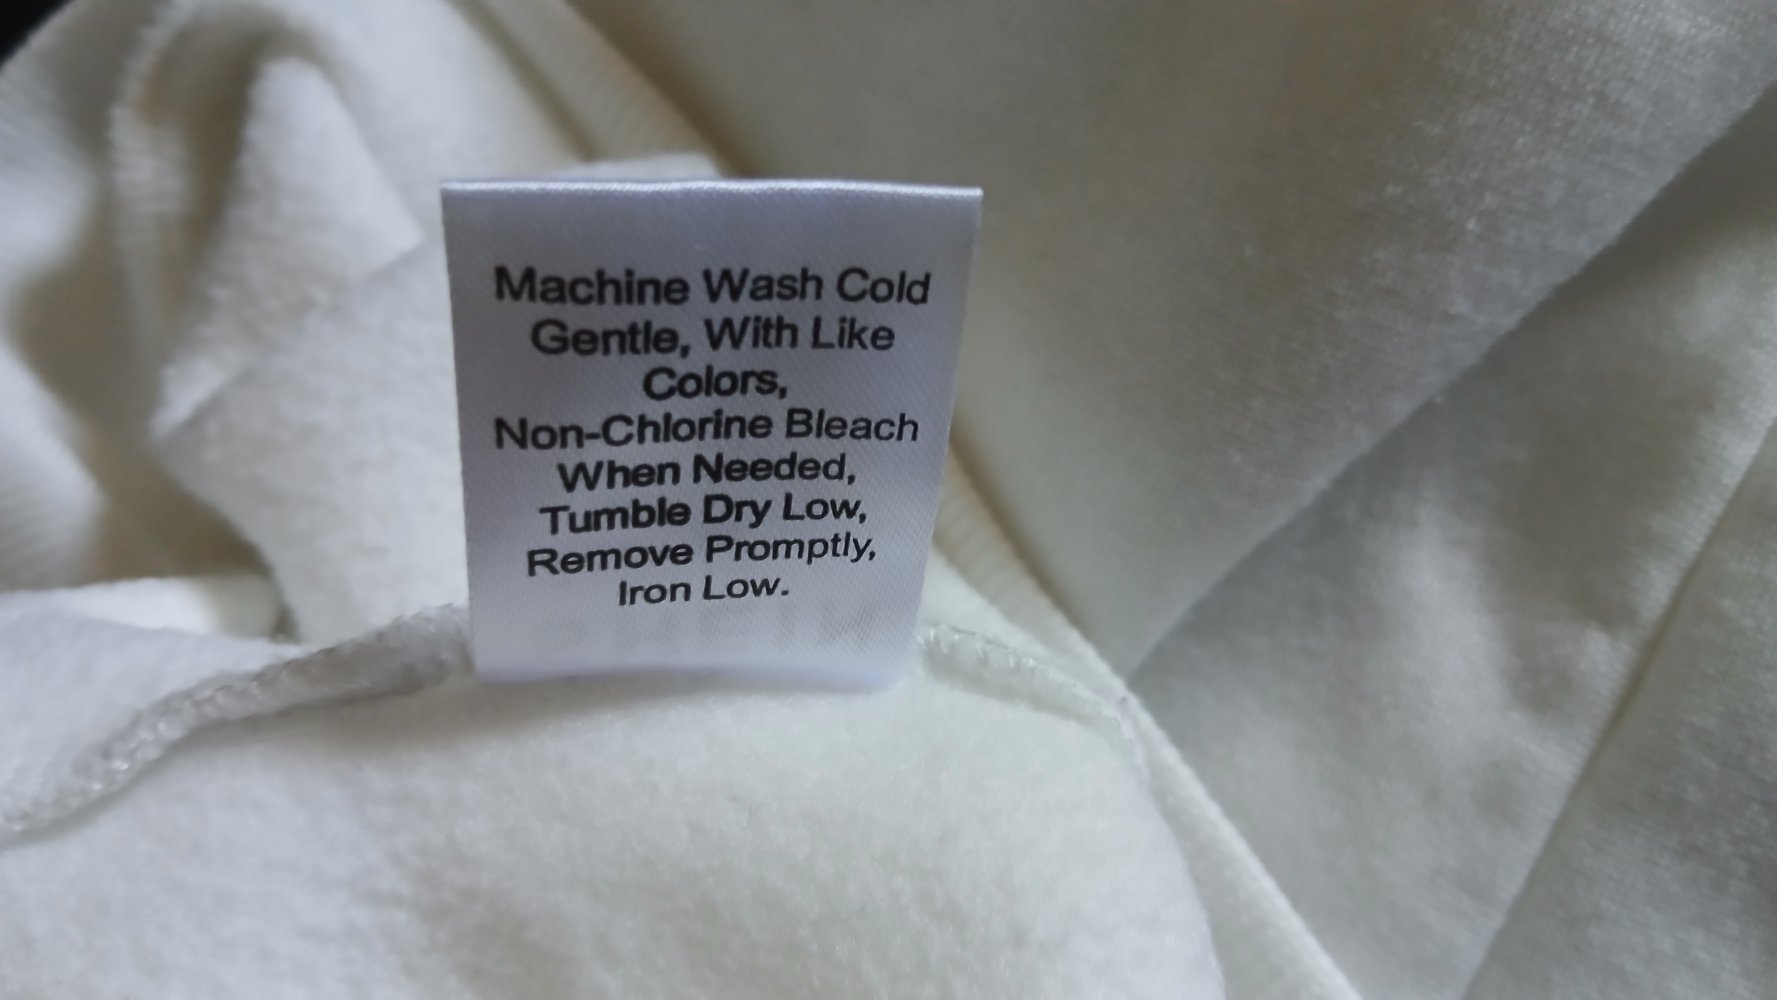 Machine Wash Cold
Gentle, With Like
Colors,
Non-Chlorine Bleach
When Needed,
Tumble Dry Low,
Remove Promptly,
Iron Low.